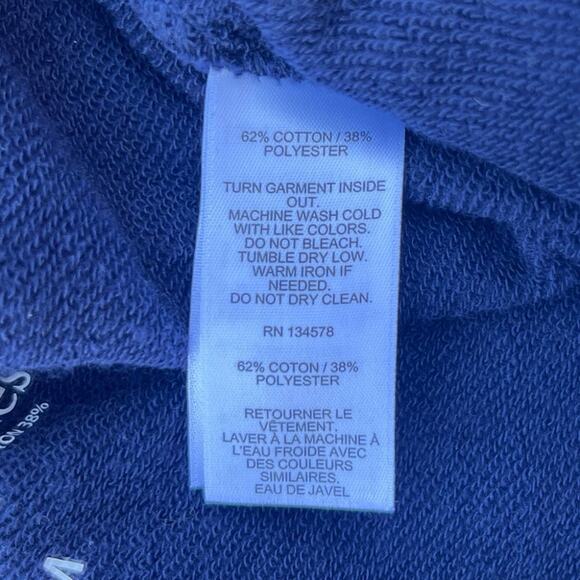 62% COTTON / 38%
POLYESTER
TURN GARMENT INSIDE
OUT.
MACHINE WASH COLD
WITH LIKE COLORS.
DO NOT BLEACH.
TUMBLE DRY LOW.
WARM IRON IF
NEEDED.
DO NOT DRY CLEAN.
RN 134578
62% COTON / 38%
POLYESTER
RETOURNER LE
VÊTEMENT.
LAVER À LA MACHINE À
L'EAU FROIDE AVEC
DES COULEURS
SIMILAIRES.
EAU DE JAVEL
38%
M